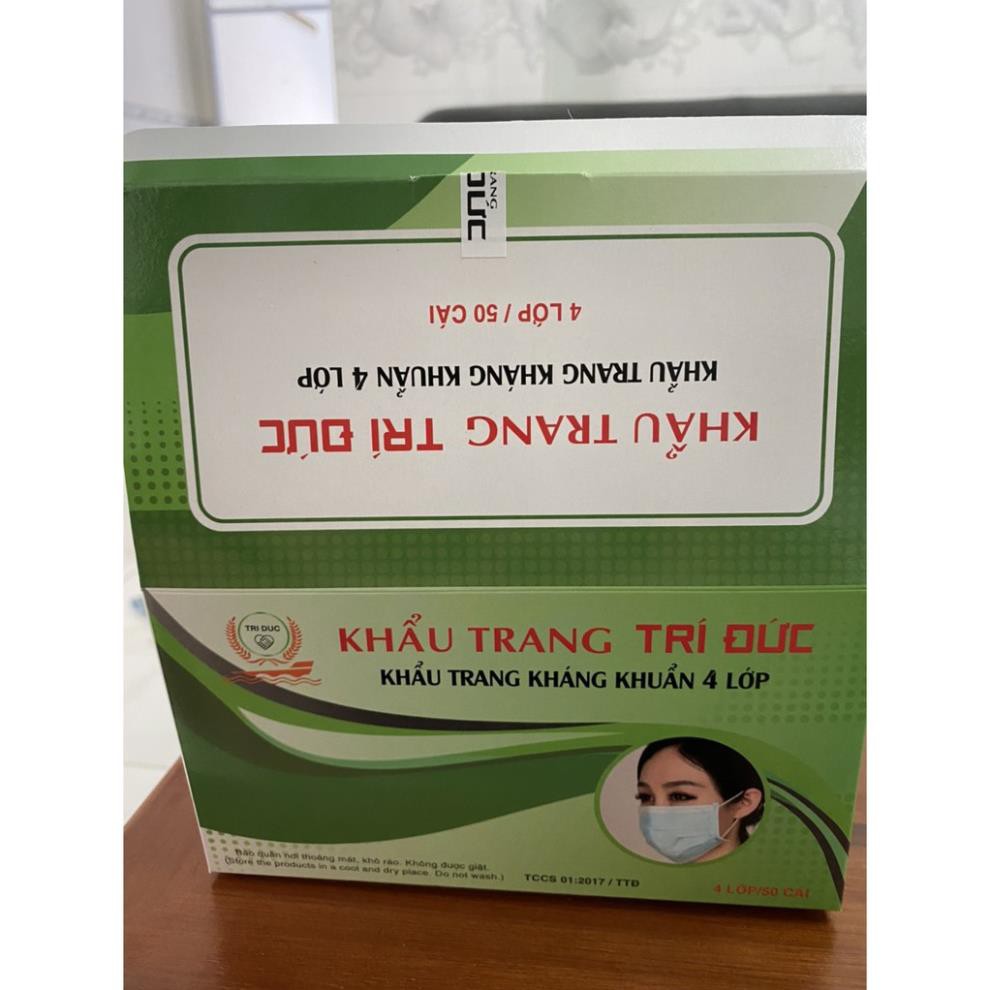 RANG
ĐỨC
4 LỚP / 50 CÁI
KHẨU TRANG KHÁNG KHUẨN 4 LỚP
KHẨU TRANG TRÍ ĐỨC
TRI DUC
KHẨU TRANG TRÍ ĐỨC
KHẨU TRANG KHÁNG KHUẨN 4 LỚP
Bảo quản nơi thoáng mát, khô ráo. Không được giặt.
(Store the products in a cool and dry place. Do not wash.)
TCCS 01:2017 / TTĐ
4 LỚP/50 CÁI